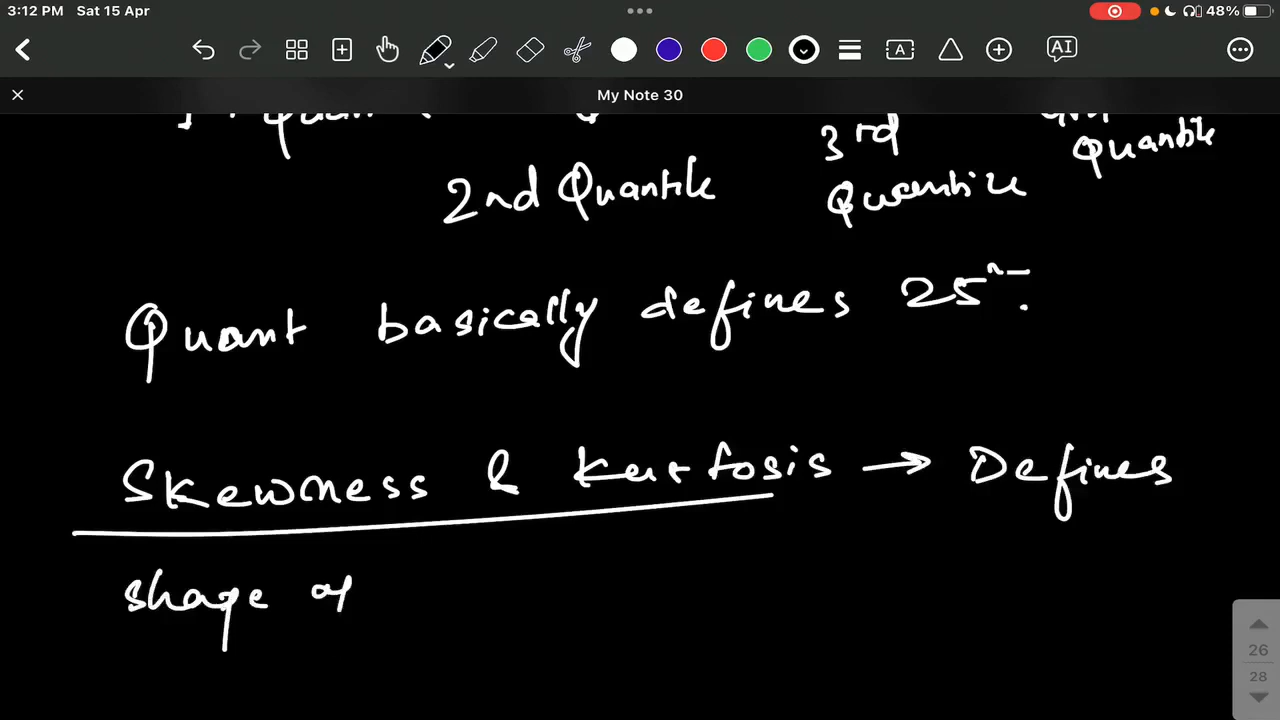 3:12 PM Sat 15 Apr
48%
A
AI
My Note 30
3rd
Quantile
2nd Quantile
Quant basically defines 25
Skewness & Kurtosis → Defines
shape of
26
28